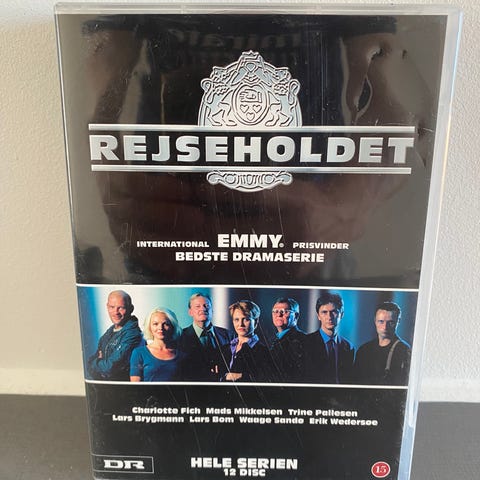 REJSEHOLDET
INTERNATIONAL EMMY® PRISVINDER
BEDSTE DRAMASERIE
Charlotte Fich Mads Mikkelsen Trine Pallesen
Lars Brygmann Lars Bom Waage Sandø Erik Wedersøe
DR
HELE SERIEN
12 DISC
15